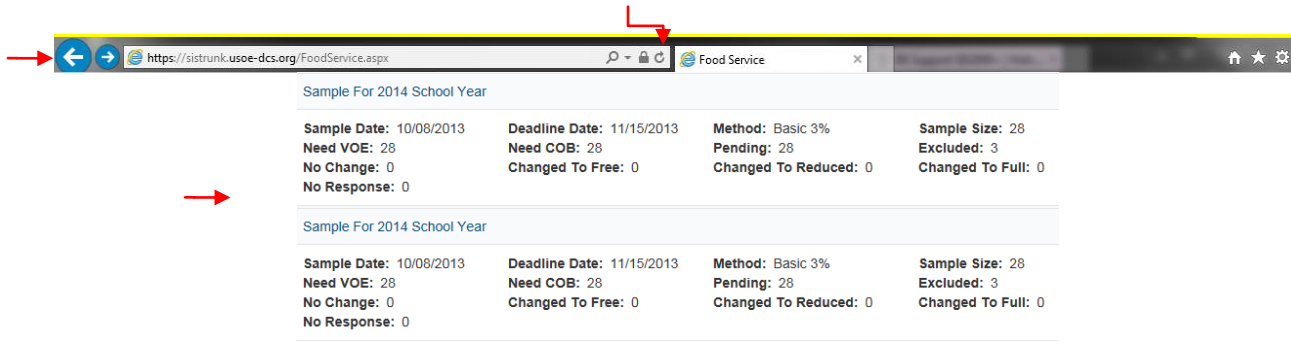 https://sistrunk.usoe-dcs.org/FoodService.aspx Food Service
Sample For 2014 School Year
Sample Date: 10/08/2013 Deadline Date: 11/15/2013 Method: Basic 3% Sample Size: 28
Need VOE: 28 Need COB: 28 Pending: 28 Excluded: 3
No Change: 0 Changed To Free: 0 Changed To Reduced: 0 Changed To Full: 0
No Response: 0
Sample For 2014 School Year
Sample Date: 10/08/2013 Deadline Date: 11/15/2013 Method: Basic 3% Sample Size: 28
Need VOE: 28 Need COB: 28 Pending: 28 Excluded: 3
No Change: 0 Changed To Free: 0 Changed To Reduced: 0 Changed To Full: 0
No Response: 0